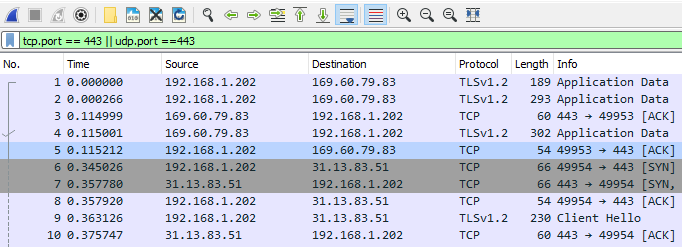 tcp.port == 443 || udp.port ==443
No. Time Source Destination Protocol Length Info
1 0.000000 192.168.1.202 169.60.79.83 TLSv1.2 189 Application Data
2 0.000266 192.168.1.202 169.60.79.83 TLSv1.2 293 Application Data
3 0.114999 169.60.79.83 192.168.1.202 TCP 60 443 → 49953 [ACK]
4 0.115001 169.60.79.83 192.168.1.202 TLSv1.2 302 Application Data
5 0.115212 192.168.1.202 169.60.79.83 TCP 54 49953 → 443 [ACK]
6 0.345026 192.168.1.202 31.13.83.51 TCP 66 49954 → 443 [SYN]
7 0.357780 31.13.83.51 192.168.1.202 TCP 66 443 → 49954 [SYN,
8 0.357920 192.168.1.202 31.13.83.51 TCP 54 49954 → 443 [ACK]
9 0.363126 192.168.1.202 31.13.83.51 TLSv1.2 230 Client Hello
10 0.375747 31.13.83.51 192.168.1.202 TCP 60 443 → 49954 [ACK]